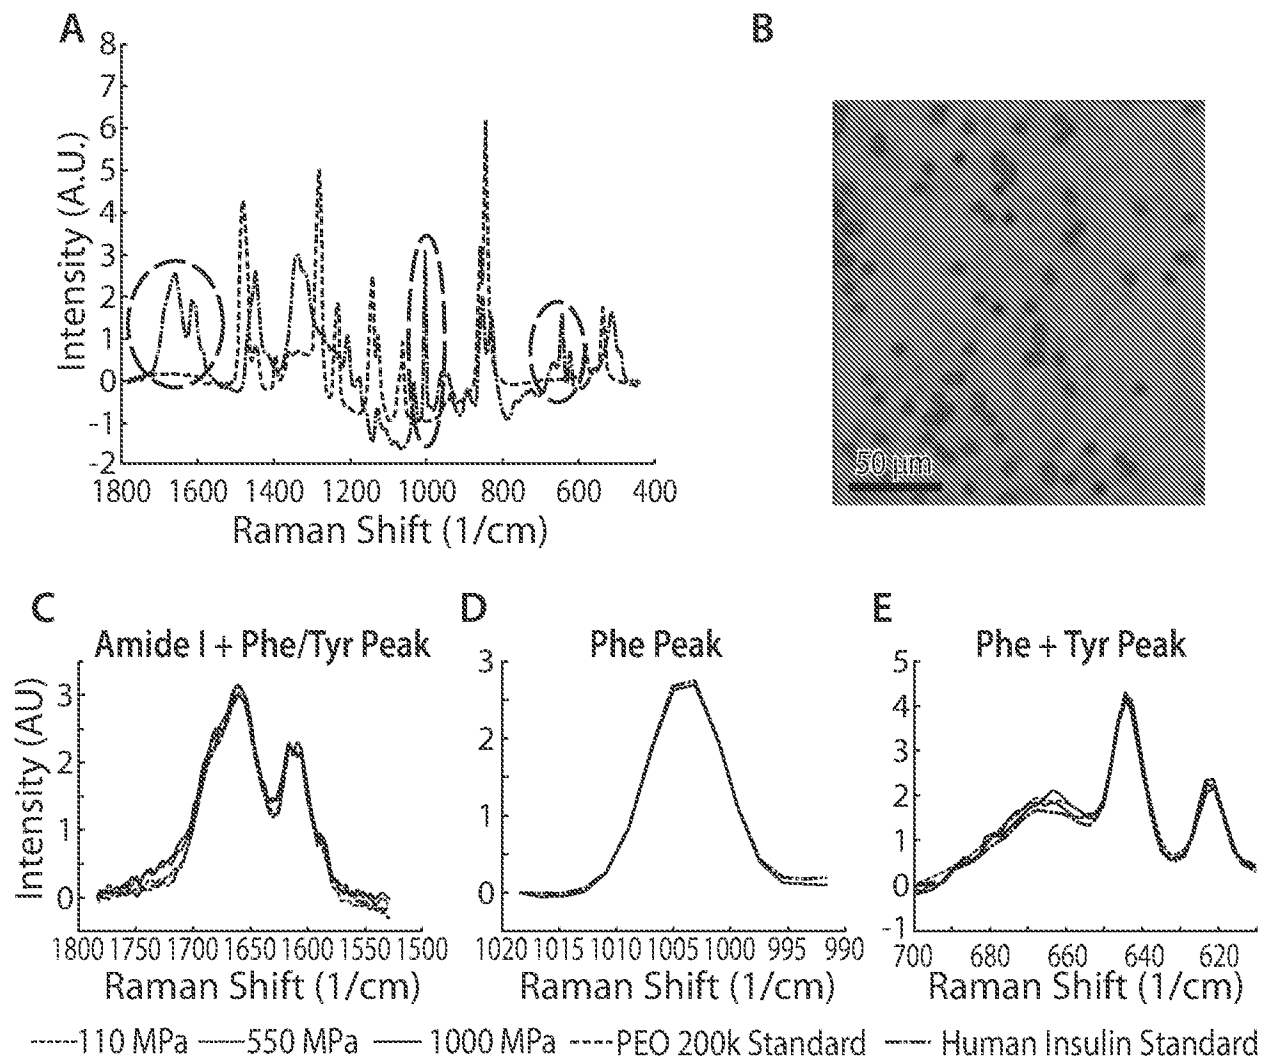 A
8
7
6
5
4
3
2
1
0
-1
-2
Intensity (A.U.)
1800 1600 1400 1200 1000 800 600 400
Raman Shift (1/cm)
B
50 μm
C
Amide I + Phe/Tyr Peak
3
2
1
0
Intensity (AU)
1800 1750 1700 1650 1600 1550 1500
Raman Shift (1/cm)
D
Phe Peak
3
2
1
0
1020 1015 1010 1005 1000 995 990
Raman Shift (1/cm)
E
Phe + Tyr Peak
5
4
3
2
1
0
-1
700 680 660 640 620
Raman Shift (1/cm)
110 MPa 550 MPa 1000 MPa PEO 200k Standard Human Insulin Standard